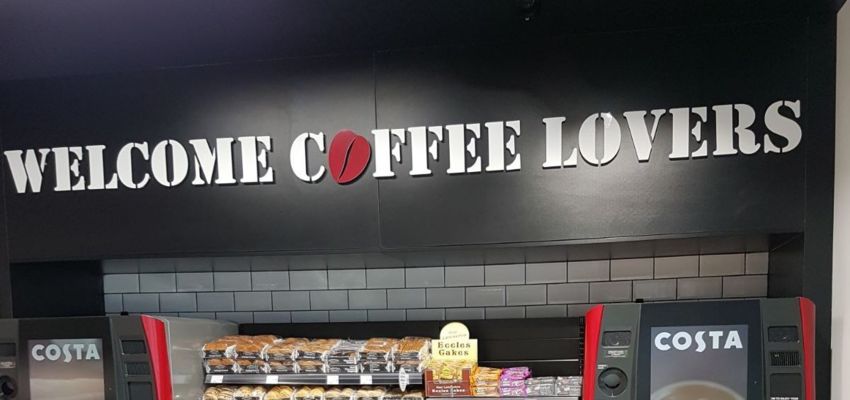 WELCOME COFFEE LOVERS
COSTA
Eccles
Cakes
COSTA